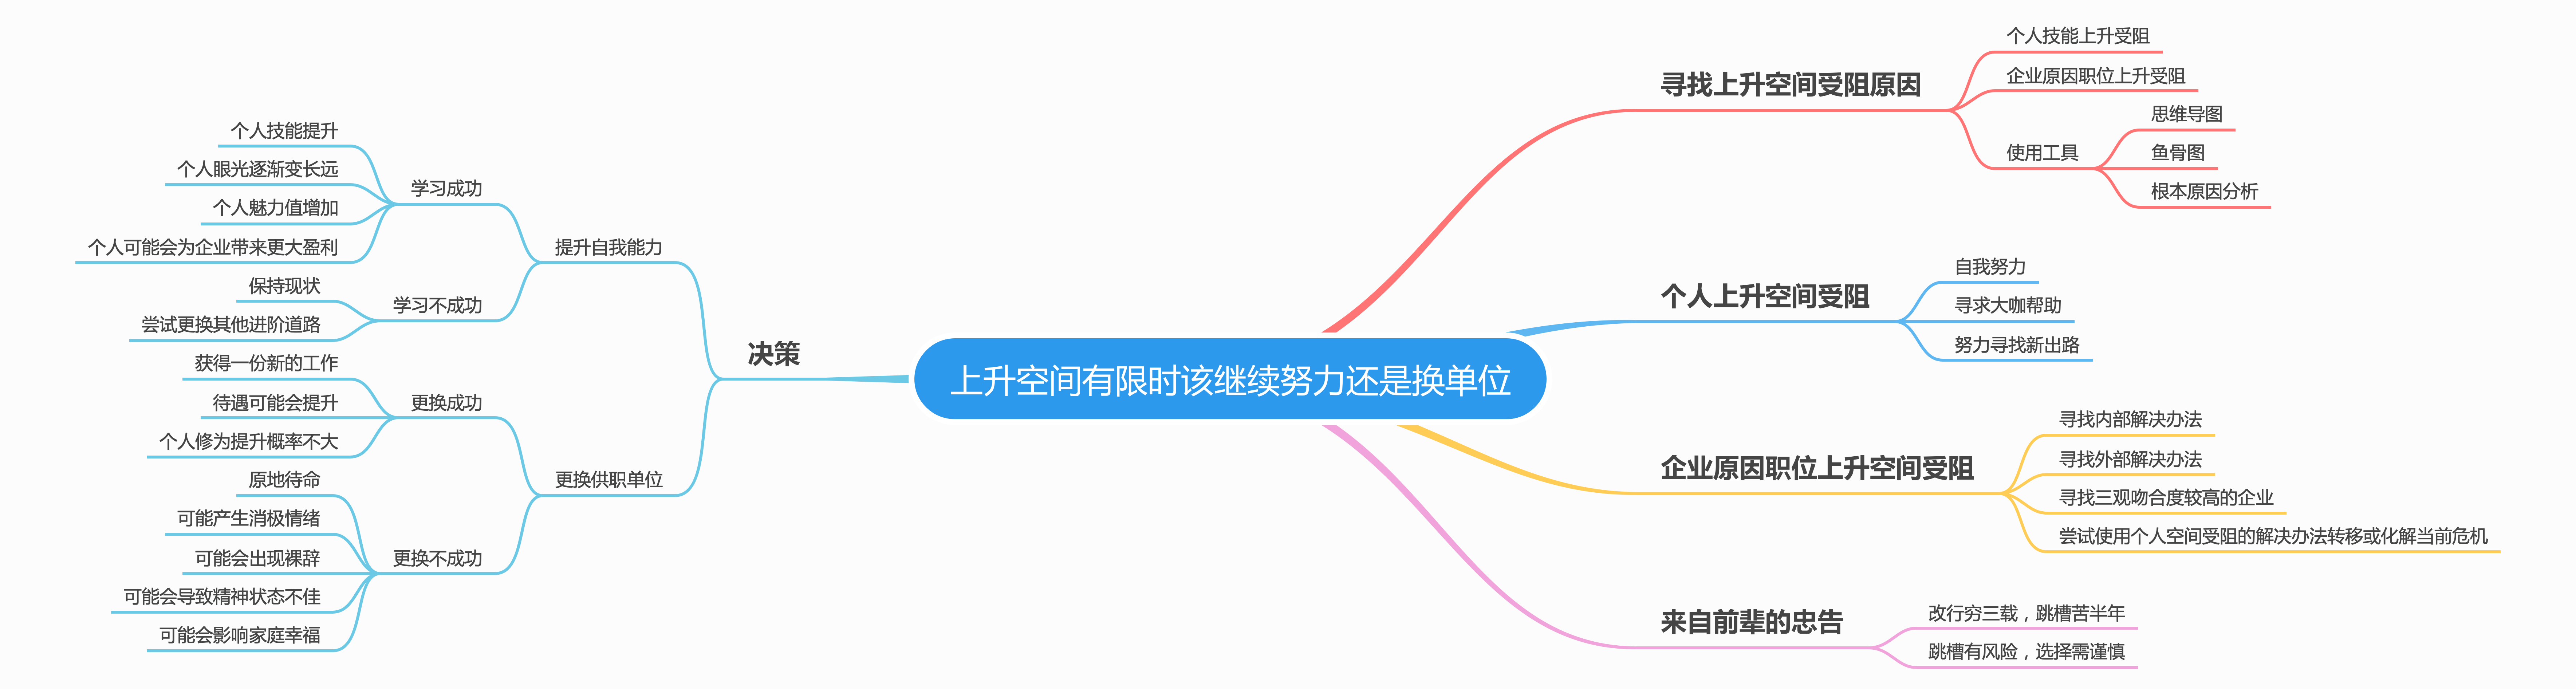 上升空间有限时该继续努力还是换单位
寻找上升空间受阻原因
个人技能上升受阻
企业原因职位上升受阻
使用工具
思维导图
鱼骨图
根本原因分析
个人上升空间受阻
自我努力
寻求大咖帮助
努力寻找新出路
企业原因职位上升空间受阻
寻找内部解决办法
寻找外部解决办法
寻找三观吻合度较高的企业
尝试使用个人空间受阻的解决办法转移或化解当前危机
来自前辈的忠告
改行穷三载，跳槽苦半年
跳槽有风险，选择需谨慎
决策
提升自我能力
学习成功
个人技能提升
个人眼光逐渐变长远
个人魅力值增加
个人可能会为企业带来更大盈利
学习不成功
保持现状
尝试更换其他进阶道路
更换供职单位
更换成功
获得一份新的工作
待遇可能会提升
个人修为提升概率不大
更换不成功
原地待命
可能产生消极情绪
可能会出现裸辞
可能会导致精神状态不佳
可能会影响家庭幸福